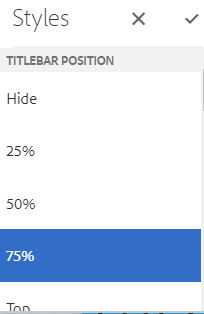 Styles
TITLEBAR POSITION
Hide
25%
50%
75%
Top